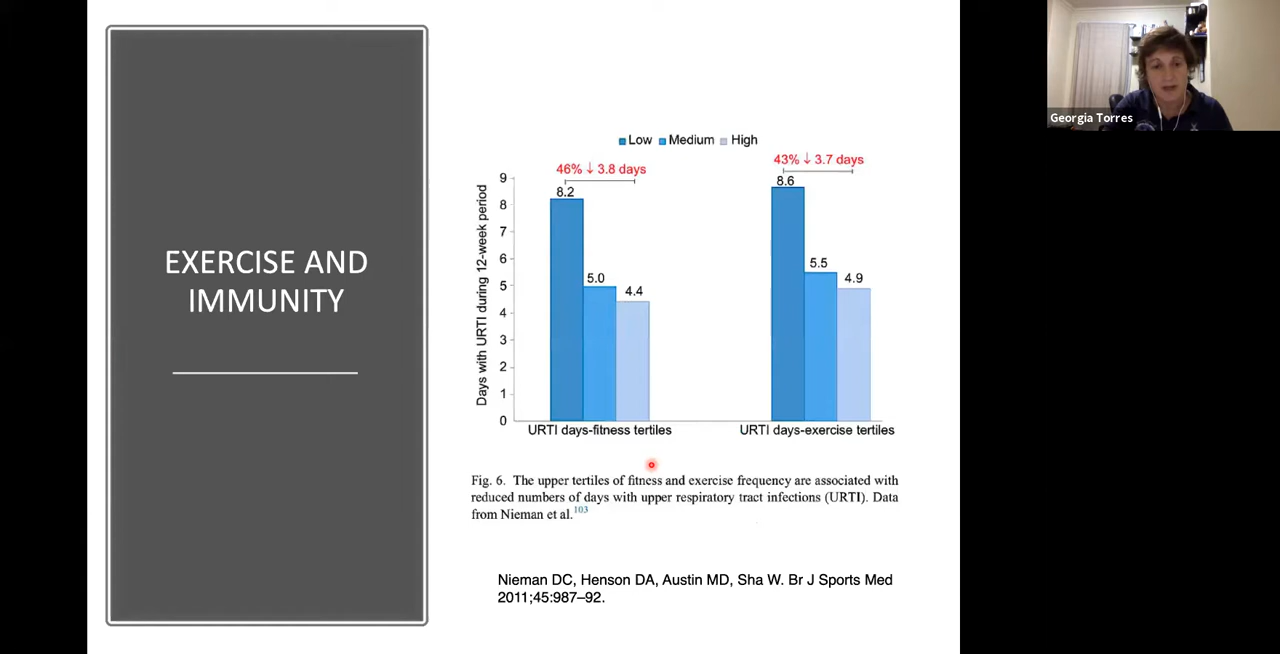 EXERCISE AND
IMMUNITY
Low Medium High
46% ↓ 3.8 days
43% ↓ 3.7 days
Days with URTI during 12-week period
9
8
7
6
5
4
3
2
1
0
8.2
5.0
4.4
8.6
5.5
4.9
URTI days-fitness tertiles
URTI days-exercise tertiles
Fig. 6. The upper tertiles of fitness and exercise frequency are associated with
reduced numbers of days with upper respiratory tract infections (URTI). Data
from Nieman et al.103
Nieman DC, Henson DA, Austin MD, Sha W. Br J Sports Med
2011;45:987–92.
Georgia Torres